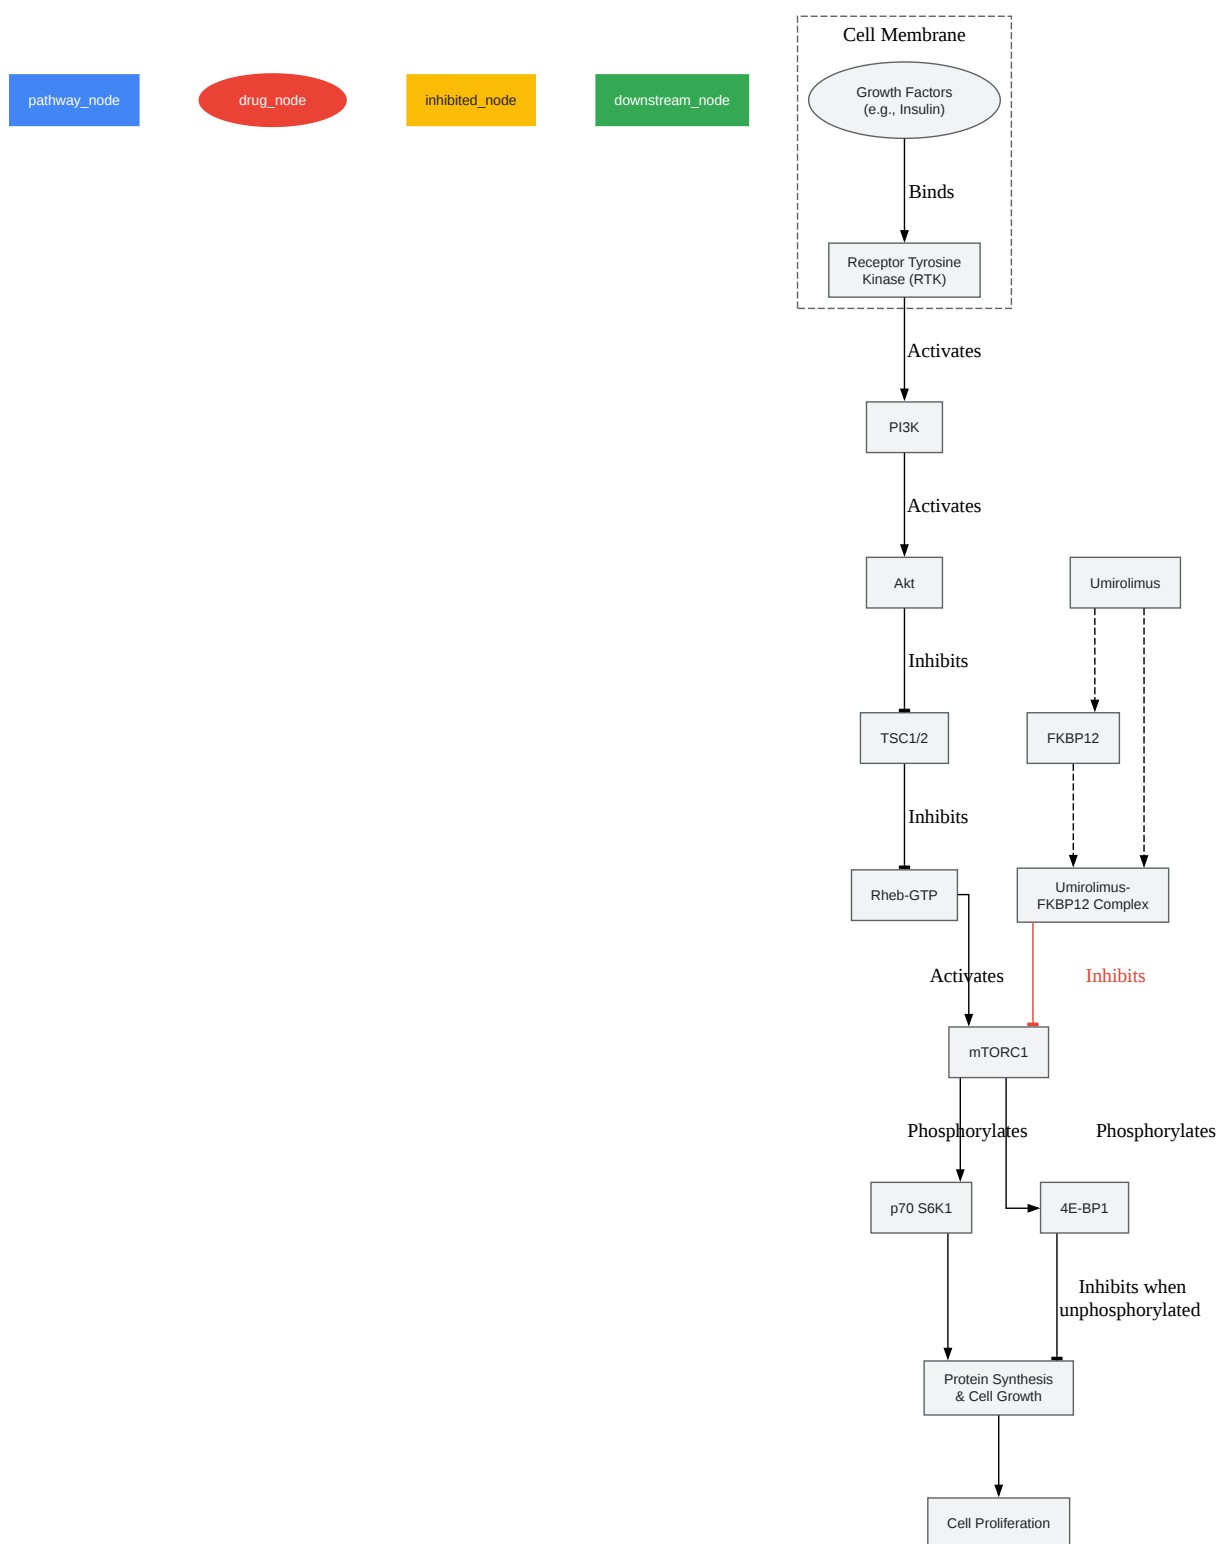 Cell Membrane
pathway_node
drug_node
inhibited_node
downstream_node
Growth Factors
(e.g., Insulin)
Binds
Receptor Tyrosine
Kinase (RTK)
Activates
PI3K
Activates
Akt
Umirolimus
Inhibits
TSC1/2
FKBP12
Inhibits
Rheb-GTP
Umirolimus-
FKBP12 Complex
Activates
Inhibits
mTORC1
Phosphorylates
Phosphorylates
p70 S6K1
4E-BP1
Inhibits when
unphosphorylated
Protein Synthesis
& Cell Growth
Cell Proliferation